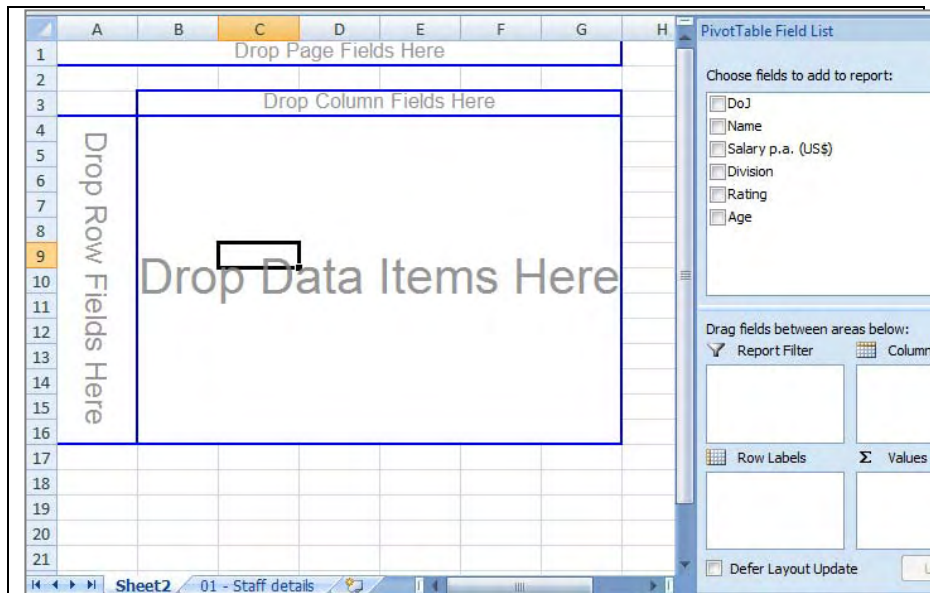 A B C D E F G H
PivotTable Field List
1
Drop Page Fields Here
2
Choose fields to add to report:
3
Drop Column Fields Here
DoJ
4
Name
5
Salary p.a. (US$)
6
Division
7
Rating
8
Age
9
10
11
12
13
14
15
16
17
18
19
20
21
Drop Row Fields Here
Drop Data Items Here
Drag fields between areas below:
Report Filter
Column
Row Labels
Σ Values
Defer Layout Update
Sheet2
01 - Staff details